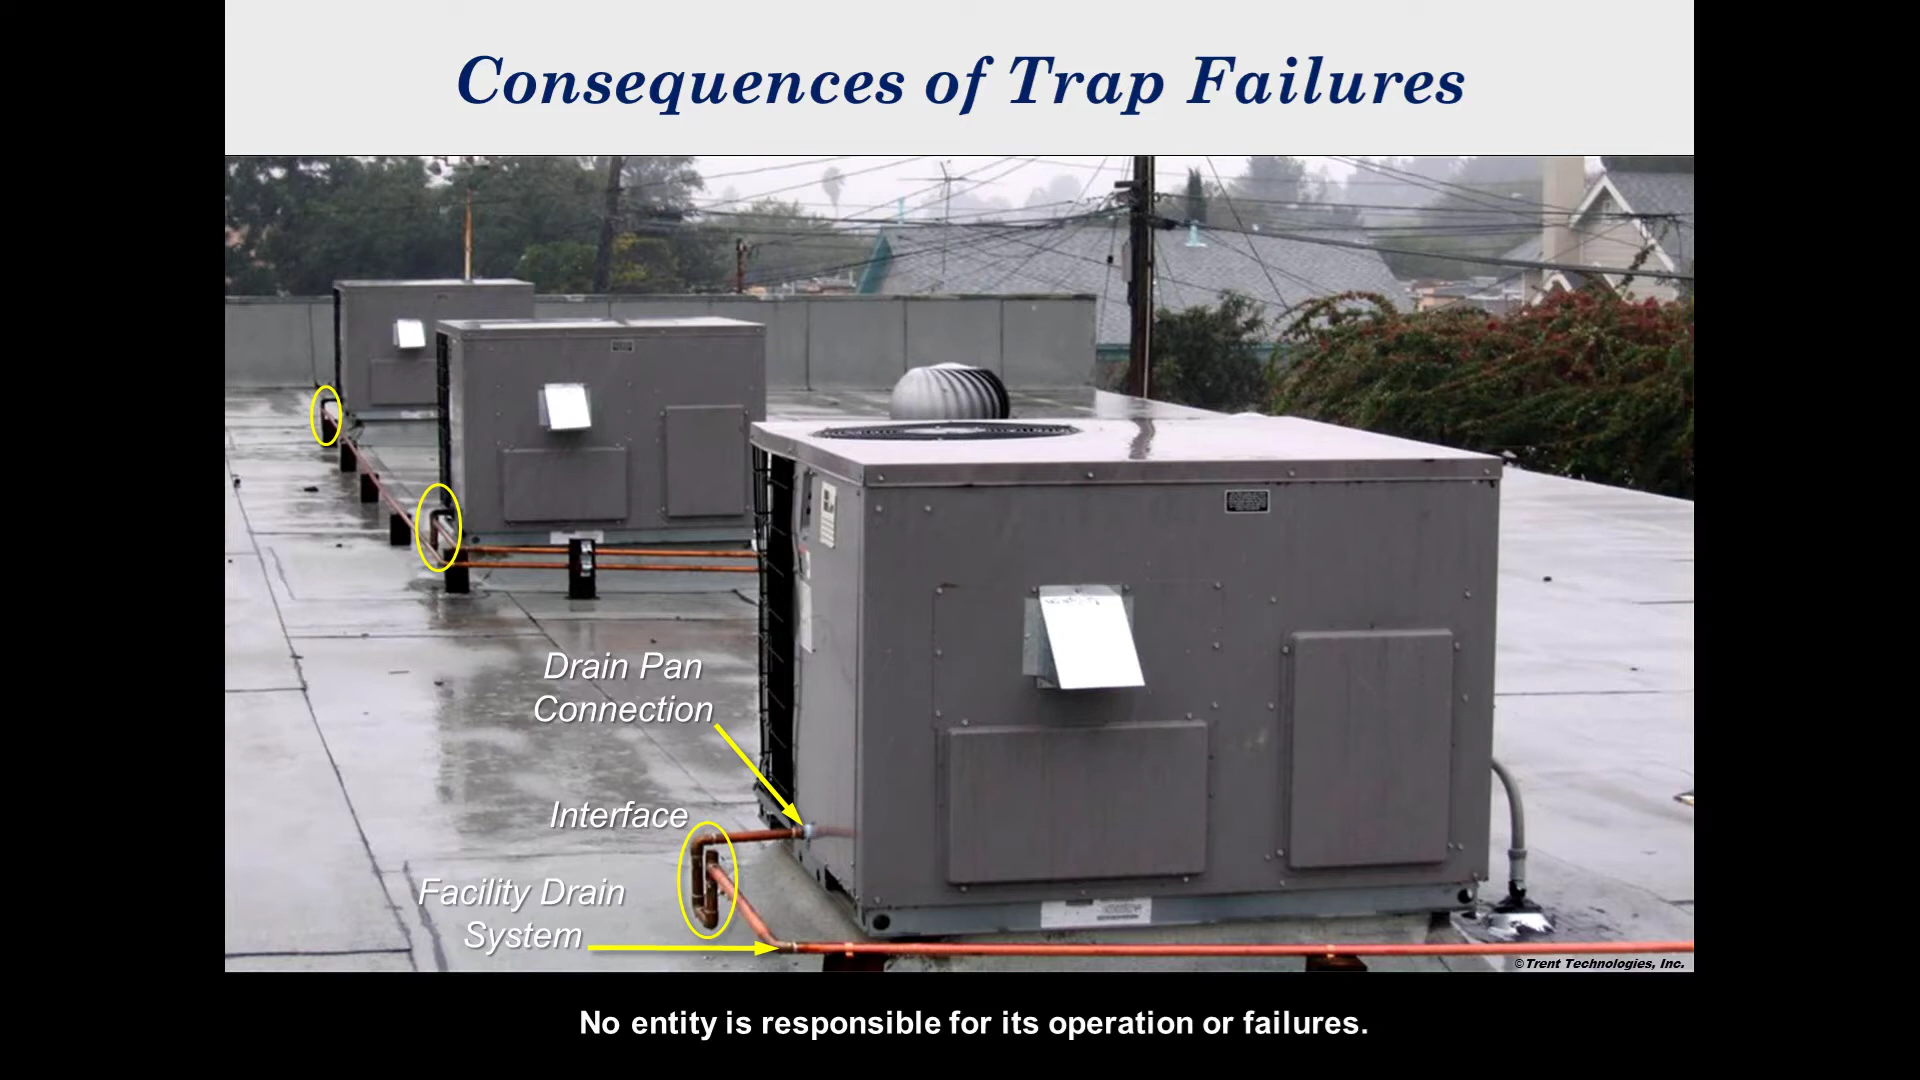 Consequences of Trap Failures
Drain Pan
Connection
Interface
Facility Drain
System
©Trent Technologies, Inc.
No entity is responsible for its operation or failures.